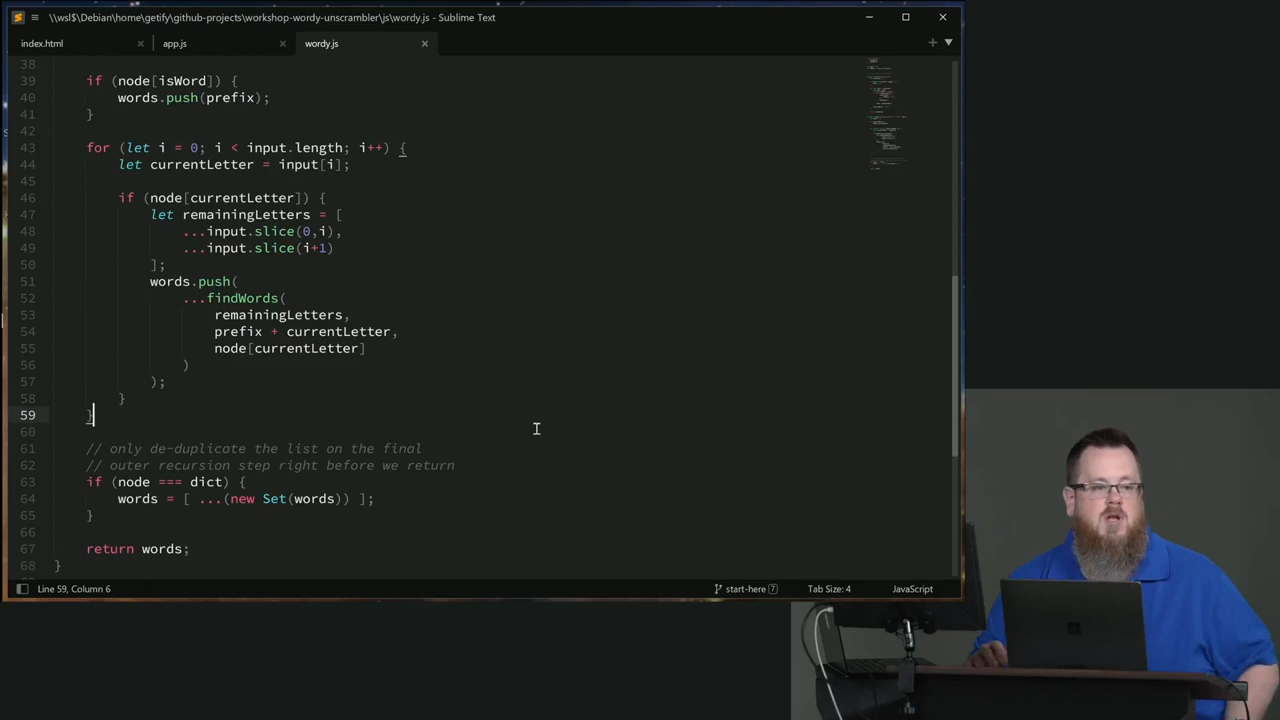 \\wsl$\Debian\home\getify\github-projects\workshop-wordy-unscrambler\js\wordy.js - Sublime Text
index.html
app.js
wordy.js
38
39 if (node[isWord]) {
40 words.push(prefix);
41 }
42
43 for (let i = 0; i < input.length; i++) {
44 let currentLetter = input[i];
45
46 if (node[currentLetter]) {
47 let remainingLetters = [
48 ...input.slice(0,i),
49 ...input.slice(i+1)
50 ];
51 words.push(
52 ...findWords(
53 remainingLetters,
54 prefix + currentLetter,
55 node[currentLetter]
56 )
57 );
58 }
59 }
60
61 // only de-duplicate the list on the final
62 // outer recursion step right before we return
63 if (node === dict) {
64 words = [ ...(new Set(words)) ];
65 }
66
67 return words;
68 }
Line 59, Column 6
start-here 7
Tab Size: 4
JavaScript